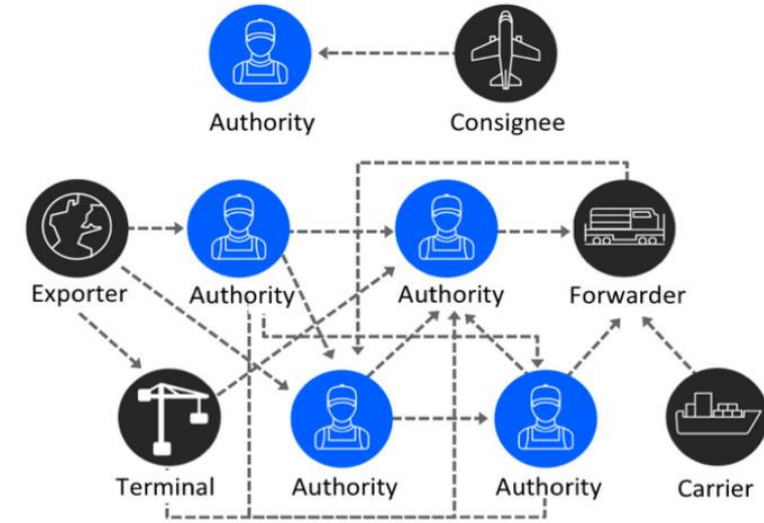 Authority
Consignee
Exporter
Authority
Authority
Forwarder
Terminal
Authority
Authority
Carrier